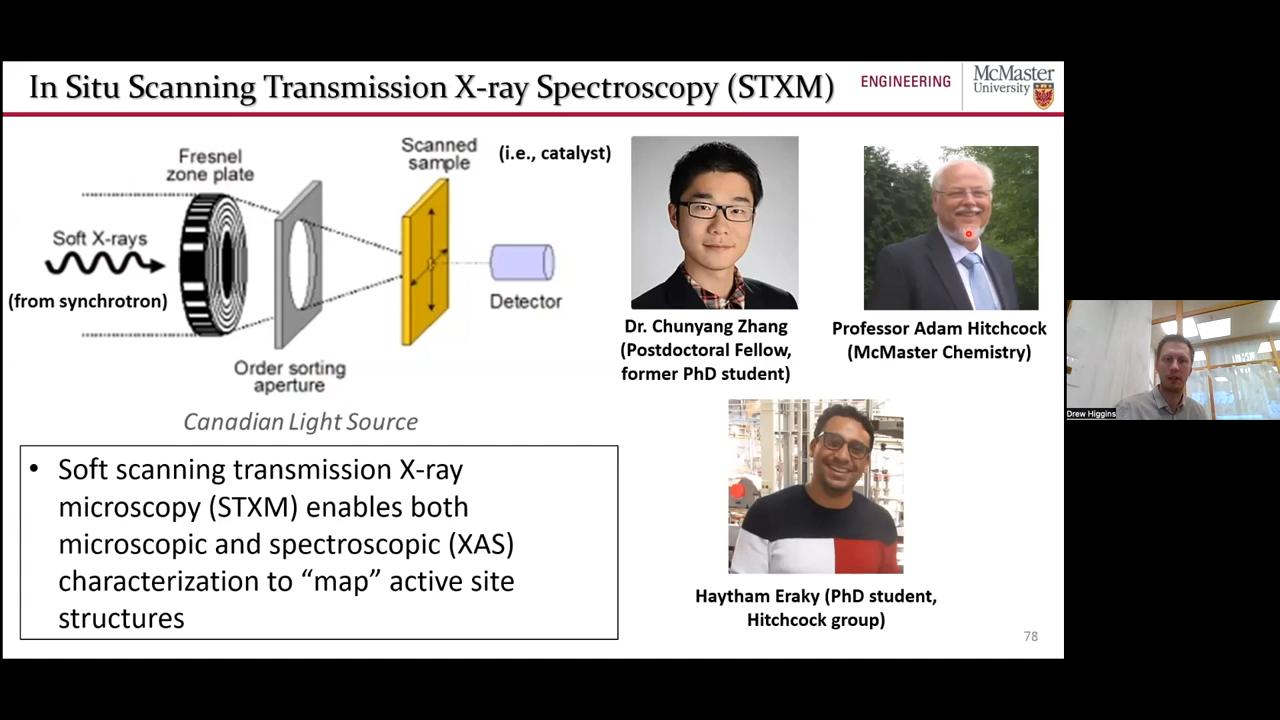 In Situ Scanning Transmission X-ray Spectroscopy (STXM)
ENGINEERING
McMaster
University
Fresnel
zone plate
Scanned
sample
(i.e., catalyst)
Soft X-rays
(from synchrotron)
Detector
Order sorting
aperture
Canadian Light Source
• Soft scanning transmission X-ray
microscopy (STXM) enables both
microscopic and spectroscopic (XAS)
characterization to “map” active site
structures
Dr. Chunyang Zhang
(Postdoctoral Fellow,
former PhD student)
Professor Adam Hitchcock
(McMaster Chemistry)
Haytham Eraky (PhD student,
Hitchcock group)
78
Drew Higgins